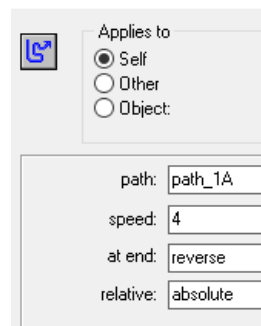 Applies to
Self
Other
Object:
path: path_1A
speed: 4
at end: reverse
relative: absolute